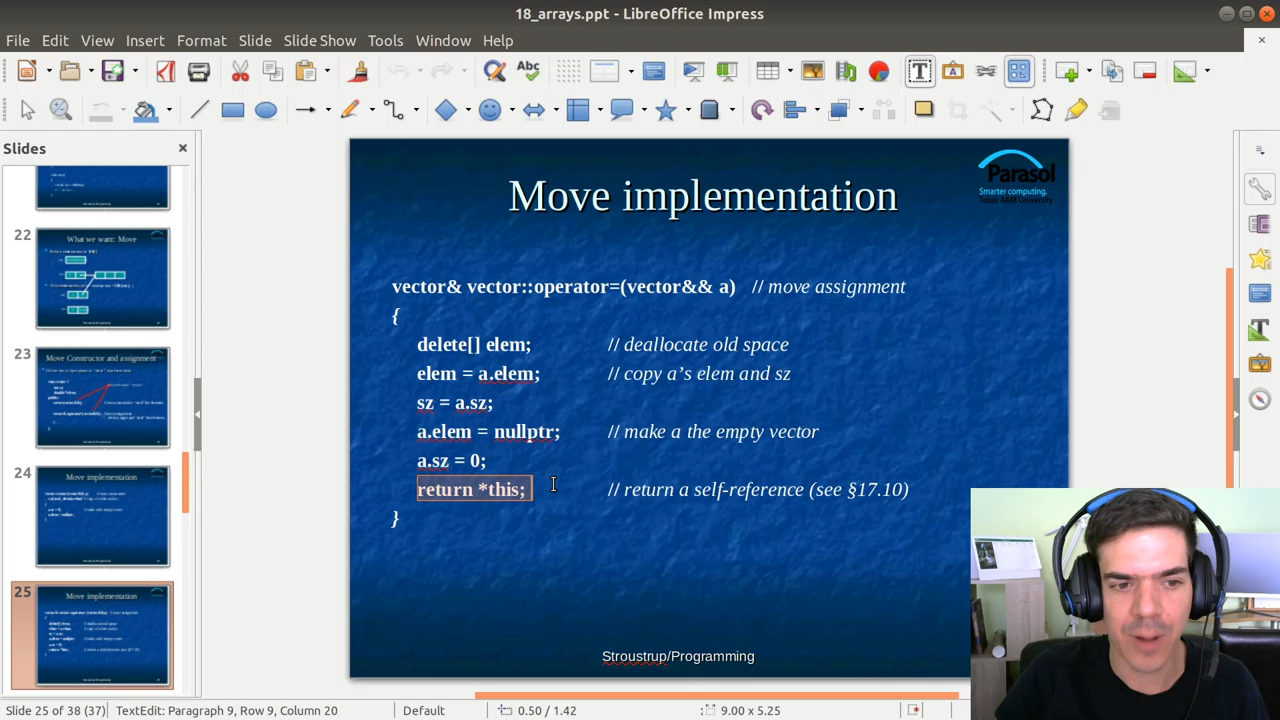 18_arrays.ppt - LibreOffice Impress
File Edit View Insert Format Slide Slide Show Tools Window Help
Abc
Slides
22
What we want: Move
23
Move Constructor and assignment
24
Move implementation
25
Move implementation
Parasol
Smarter computing.
Texas A&M University
Move implementation
vector& vector::operator=(vector&& a) // move assignment
{
delete[] elem; // deallocate old space
elem = a.elem; // copy a’s elem and sz
sz = a.sz;
a.elem = nullptr; // make a the empty vector
a.sz = 0;
return *this; // return a self-reference (see §17.10)
}
Stroustrup/Programming
Slide 25 of 38 (37) TextEdit: Paragraph 9, Row 9, Column 20 Default 0.50 / 1.42 9.00 x 5.25